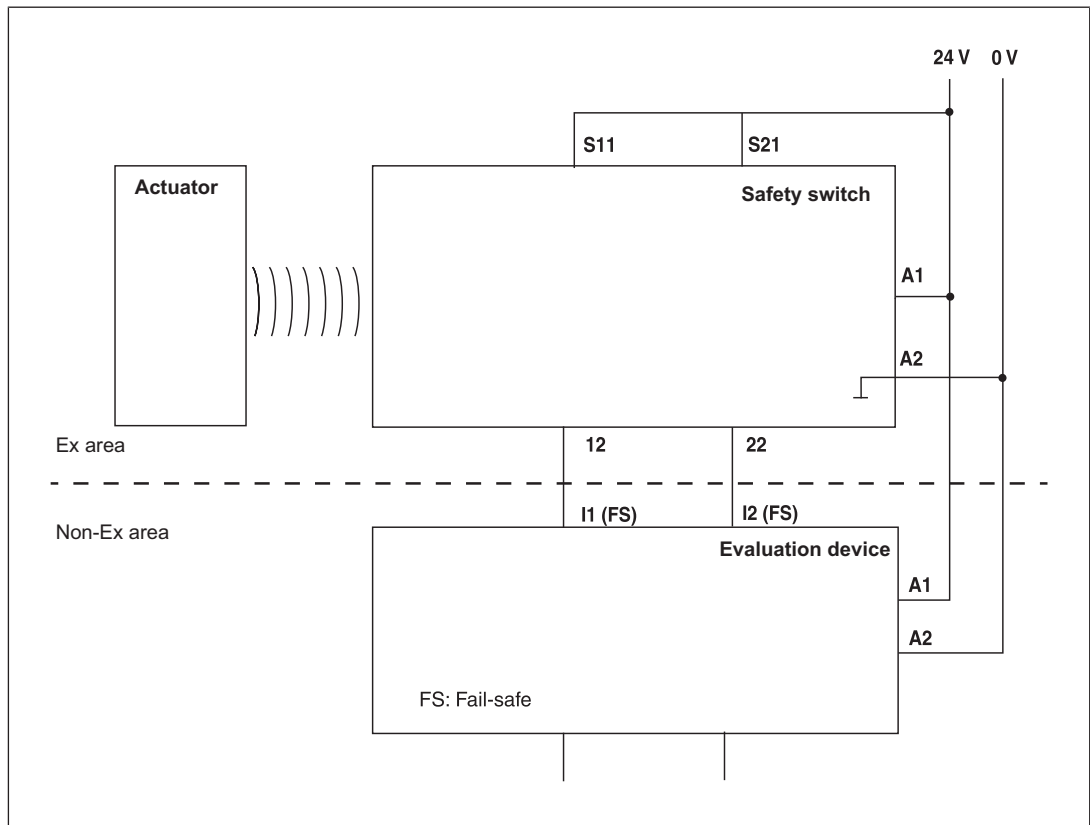 24 V 0 V
S11 S21
Actuator
Safety switch
A1
A2
Ex area
12 22
Non-Ex area
I1 (FS) I2 (FS)
Evaluation device
A1
A2
FS: Fail-safe